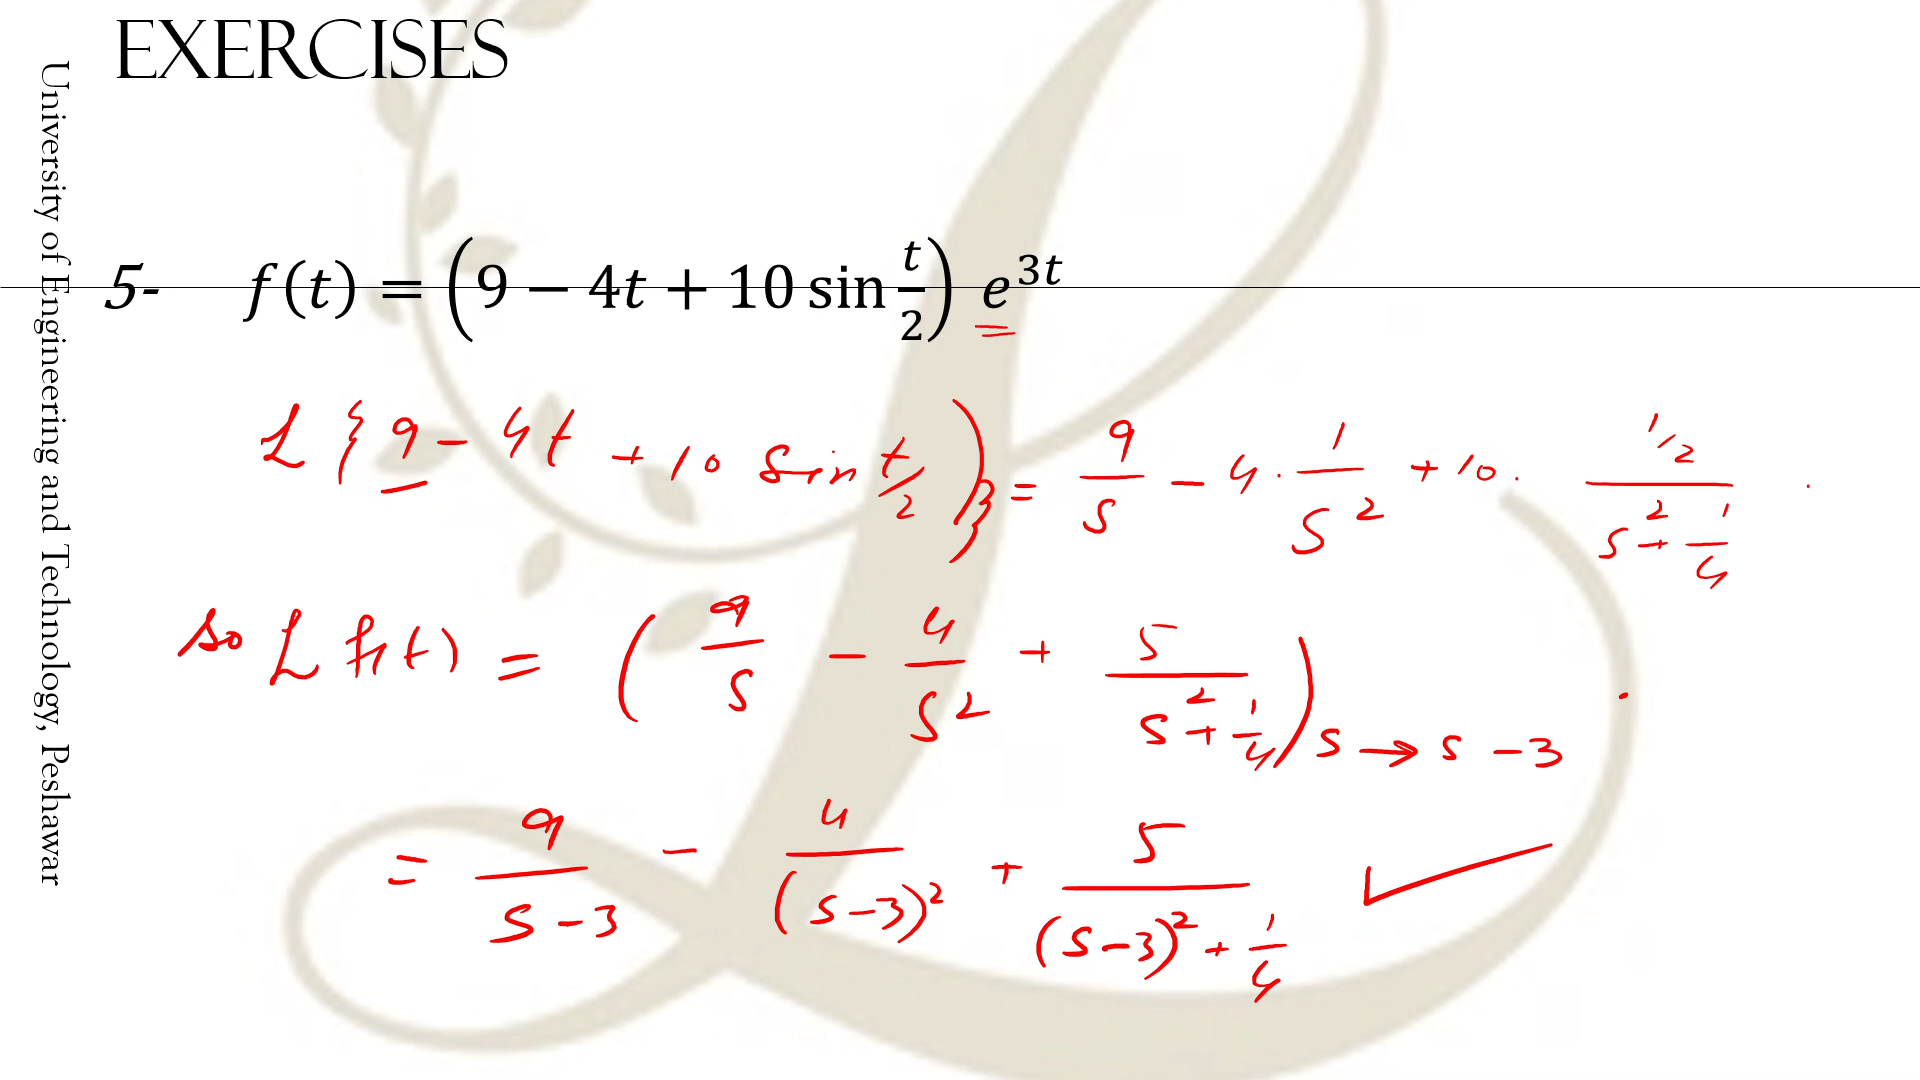 EXERCISES
University of Engineering and Technology, Peshawar
5- f(t) = (9 − 4t + 10 sin t/2) e^{3t}
ℒ{9 − 4t + 10 sin t/2)} = 9/s − 4 · 1/s² + 10 · (1/2)/(s² + 1/4)
so ℒ f(t) = (9/s − 4/s² + 5/(s² + 1/4)) s → s − 3
= 9/(s−3) − 4/(s−3)² + 5/((s−3)² + 1/4) ✓